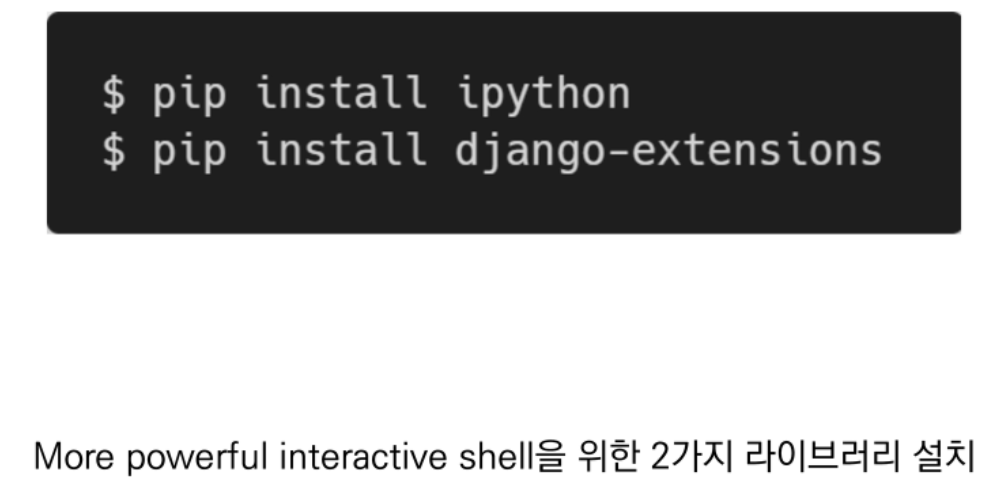 $ pip install ipython
$ pip install django-extensions
More powerful interactive shell을 위한 2가지 라이브러리 설치